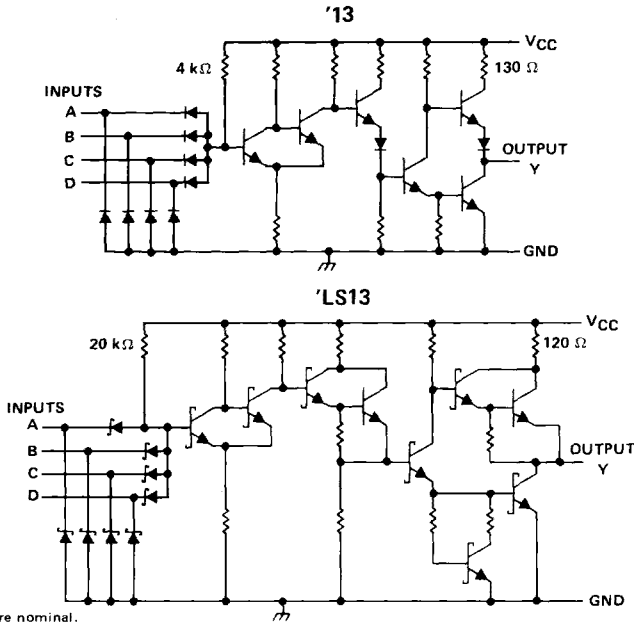 '13
VCC
4 kΩ
130 Ω
INPUTS
A
B
C
D
OUTPUT
Y
GND
'LS13
VCC
20 kΩ
120 Ω
INPUTS
A
B
C
D
OUTPUT
Y
GND
re nominal.